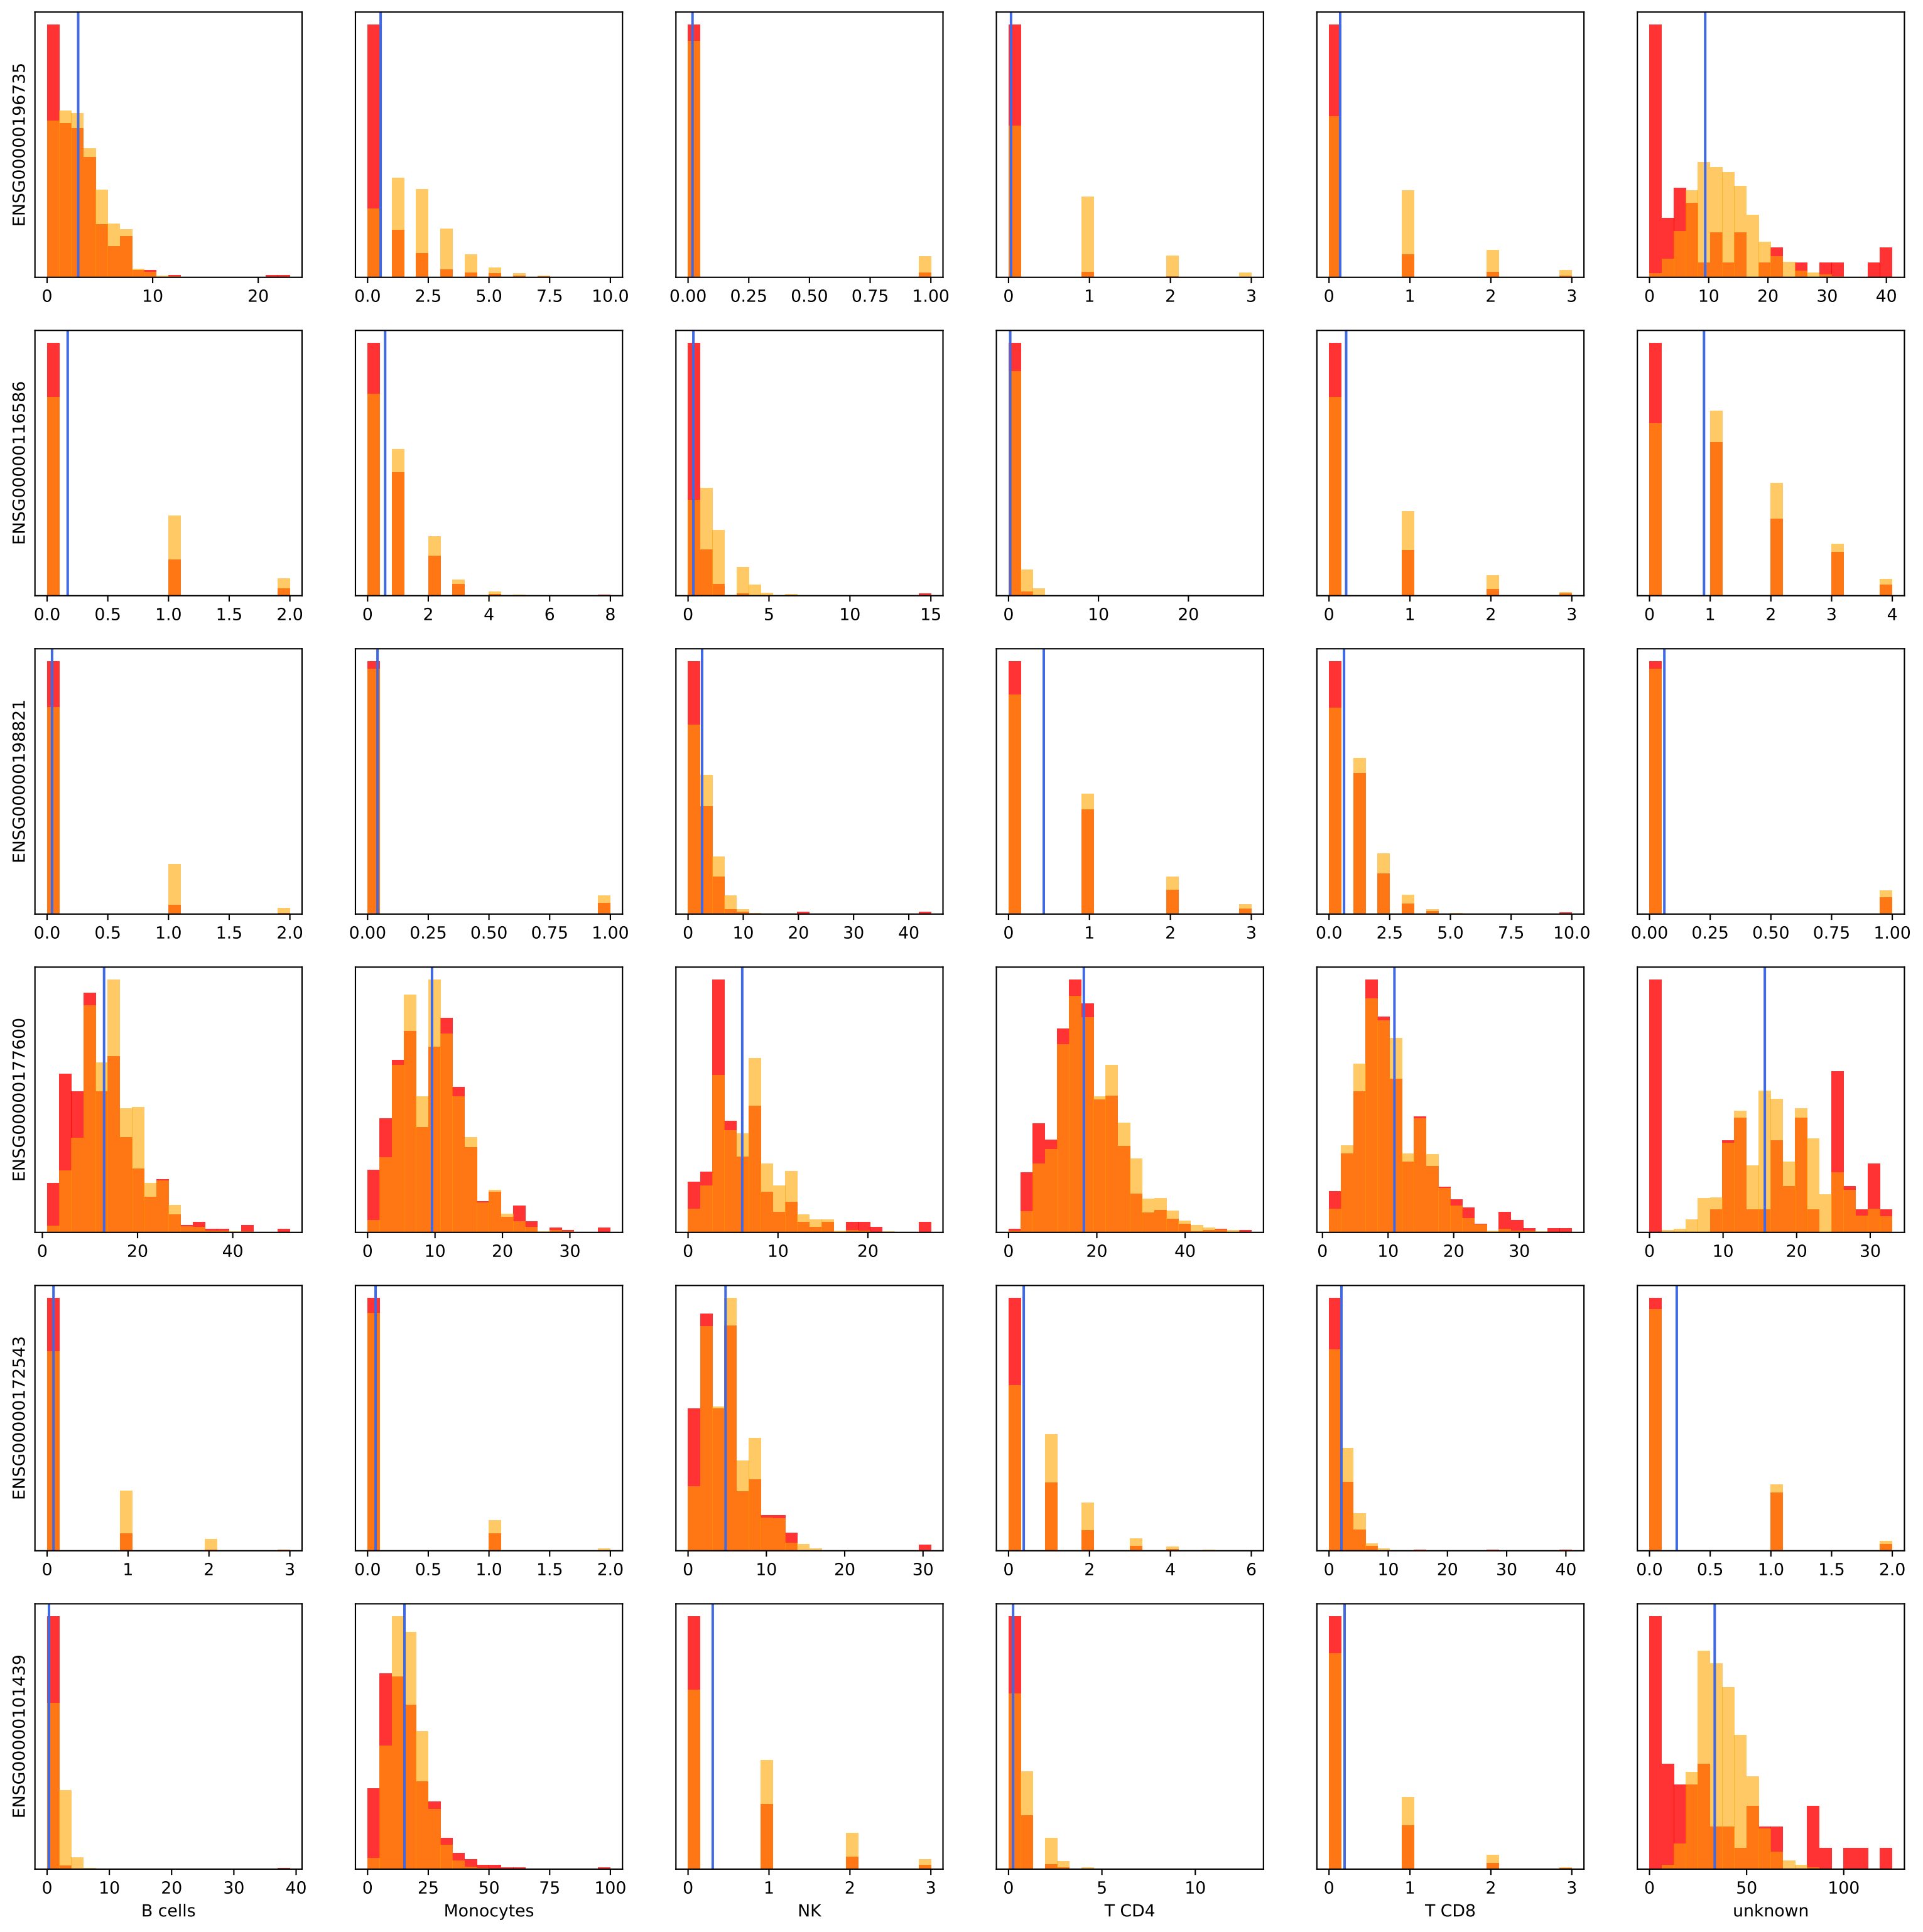 ENSG00000196735
0 10 20
0.0 2.5 5.0 7.5 10.0
0.00 0.25 0.50 0.75 1.00
0 1 2 3
0 1 2 3
0 10 20 30 40
ENSG00000116586
0.0 0.5 1.0 1.5 2.0
0 2 4 6 8
0 5 10 15
0 10 20
0 1 2 3
0 1 2 3 4
ENSG00000198821
0.0 0.5 1.0 1.5 2.0
0.00 0.25 0.50 0.75 1.00
0 10 20 30 40
0 1 2 3
0.0 2.5 5.0 7.5 10.0
0.00 0.25 0.50 0.75 1.00
ENSG00000177600
0 20 40
0 10 20 30
0 10 20
0 20 40
0 10 20 30
0 10 20 30
ENSG00000172543
0 1 2 3
0.0 0.5 1.0 1.5 2.0
0 10 20 30
0 2 4 6
0 10 20 30 40
0.0 0.5 1.0 1.5 2.0
ENSG00000101439
0 10 20 30 40
B cells
0 25 50 75 100
Monocytes
0 1 2 3
NK
0 5 10
T CD4
0 1 2 3
T CD8
0 50 100
unknown